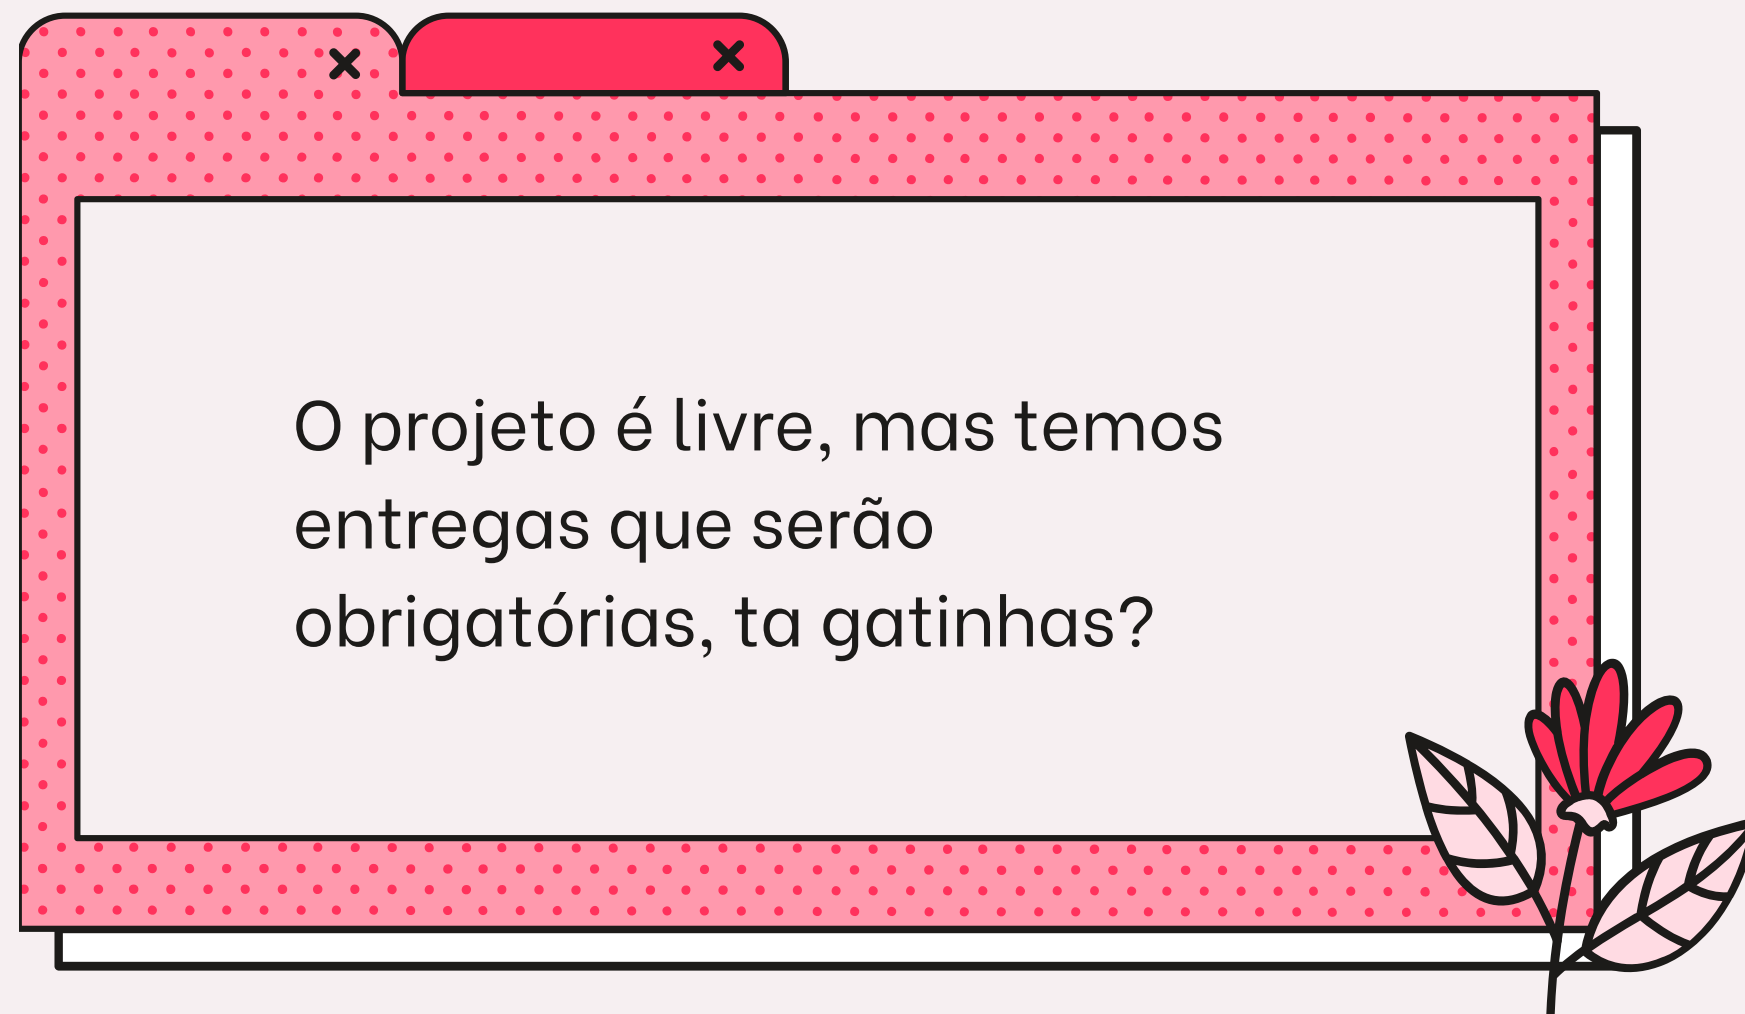 O projeto é livre, mas temos
entregas que serão
obrigatórias, ta gatinhas?